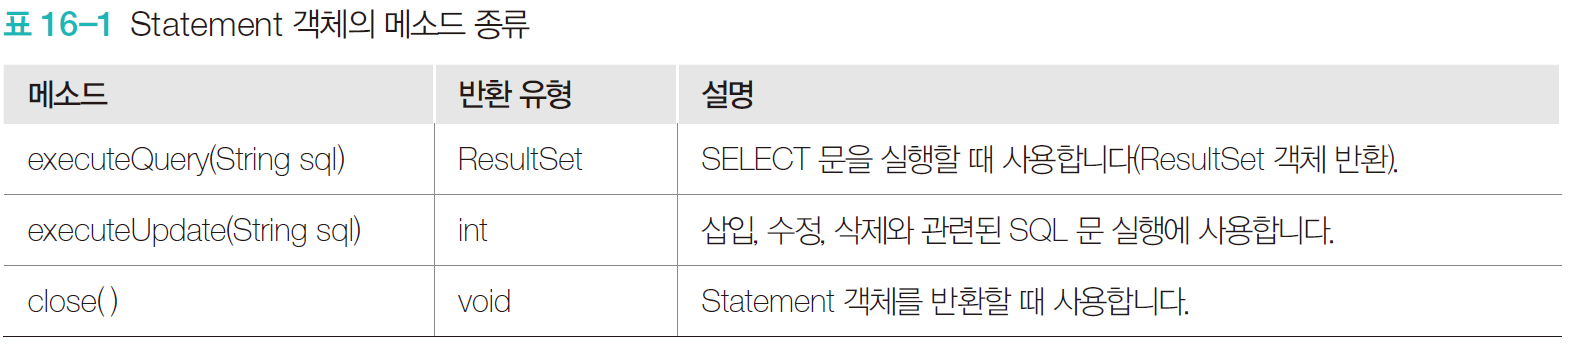 표 16-1 Statement 객체의 메소드 종류
메소드 반환 유형 설명
executeQuery(String sql) ResultSet SELECT 문을 실행할 때 사용합니다(ResultSet 객체 반환).
executeUpdate(String sql) int 삽입, 수정, 삭제와 관련된 SQL 문 실행에 사용합니다.
close( ) void Statement 객체를 반환할 때 사용합니다.